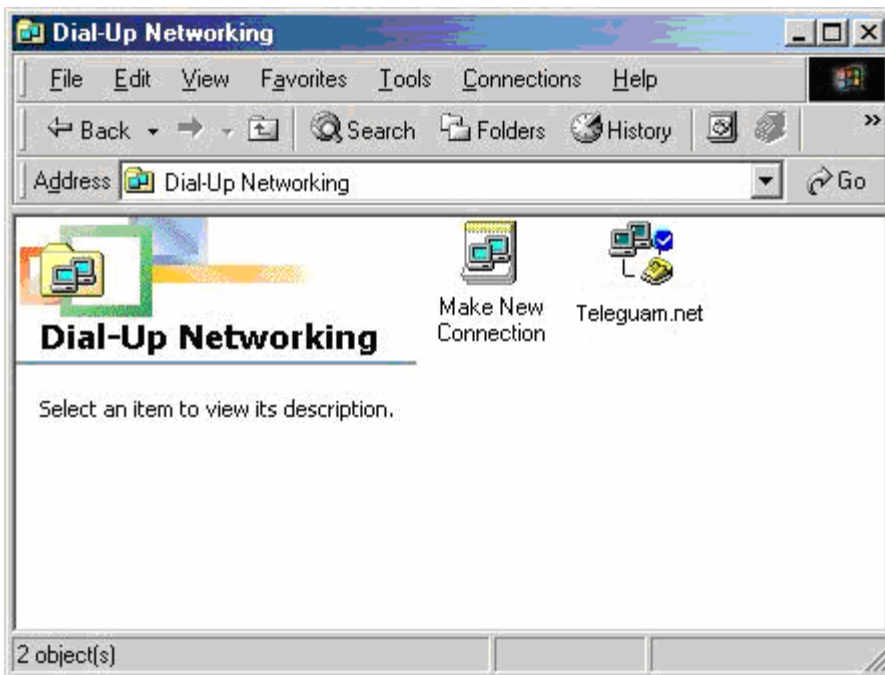 Dial-Up Networking
File Edit View Favorites Tools Connections Help
Back Search Folders History »
Address Dial-Up Networking Go
Dial-Up Networking
Select an item to view its description.
Make New
Connection
Teleguam.net
2 object(s)